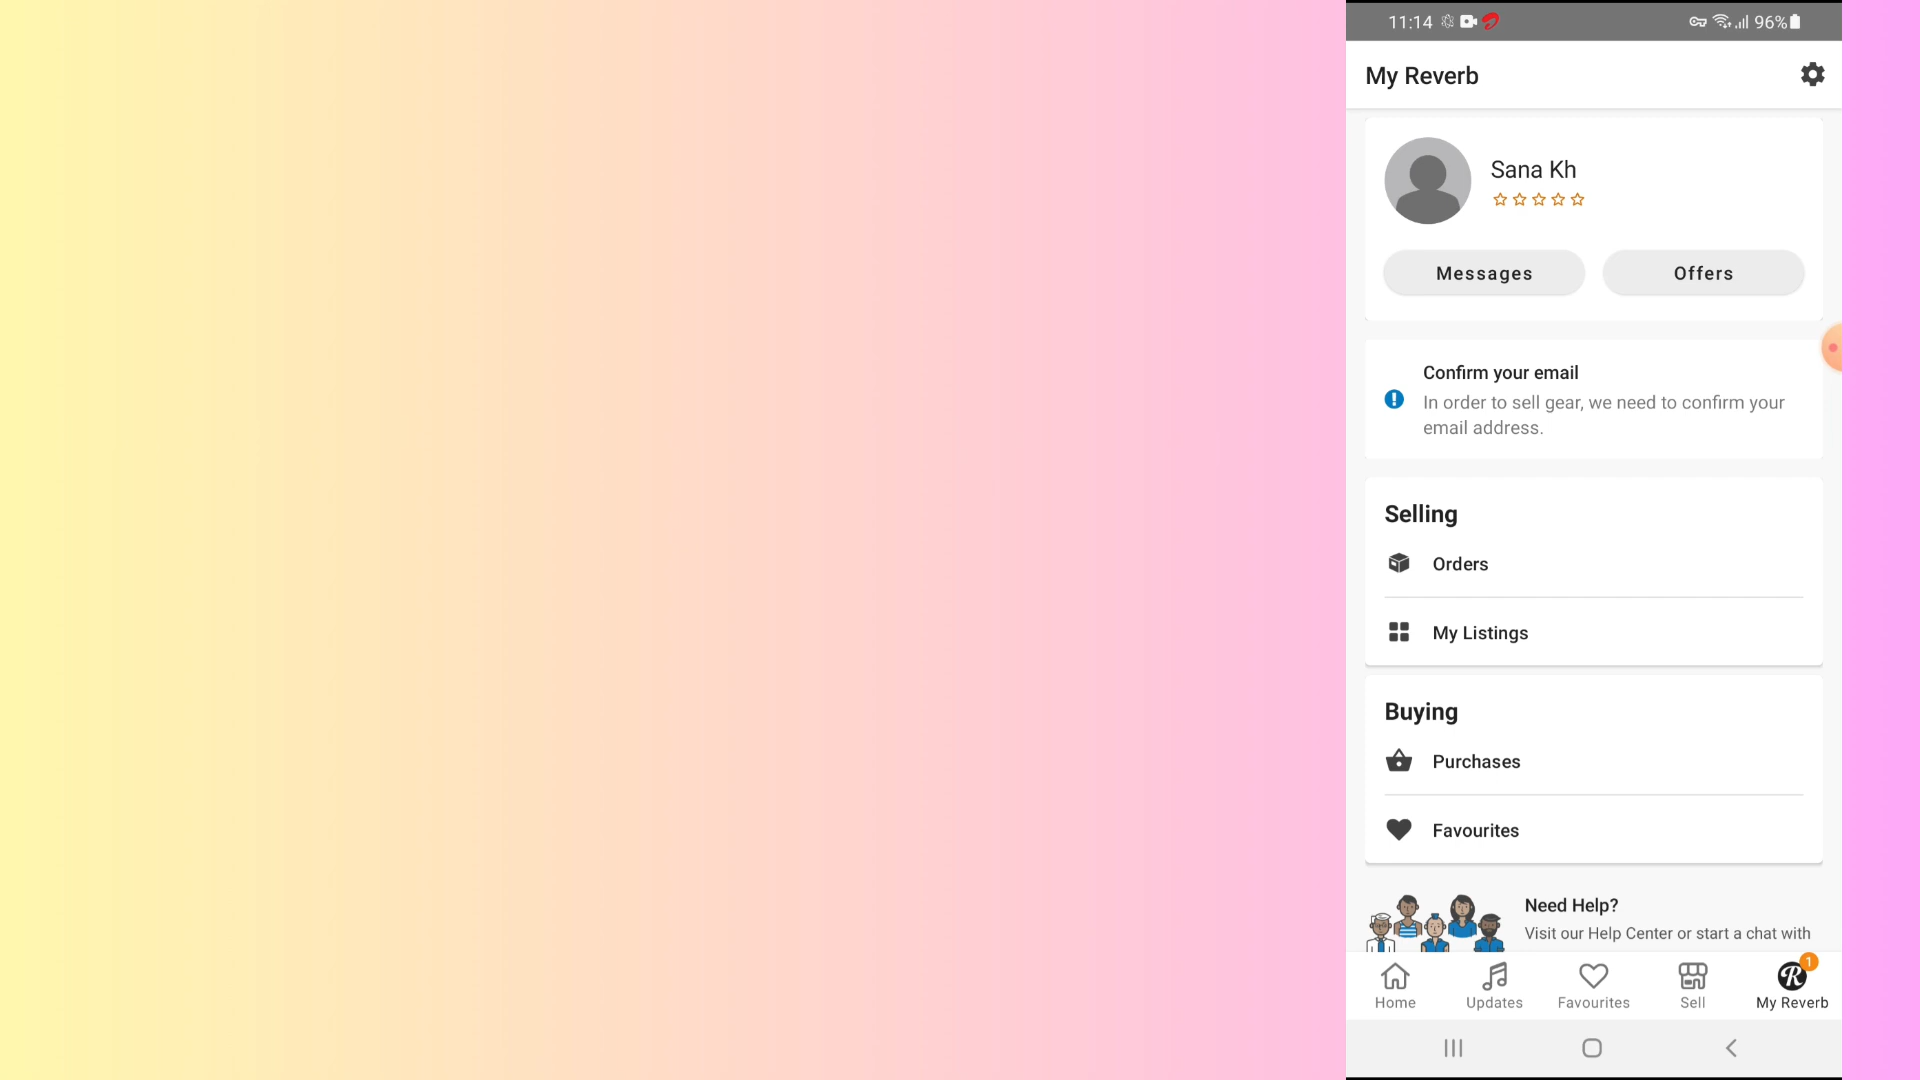 11:14 96%
My Reverb
Sana Kh
Messages Offers
Confirm your email
In order to sell gear, we need to confirm your
email address.
Selling
Orders
My Listings
Buying
Purchases
Favourites
Need Help?
Visit our Help Center or start a chat with
1
Home Updates Favourites Sell My Reverb